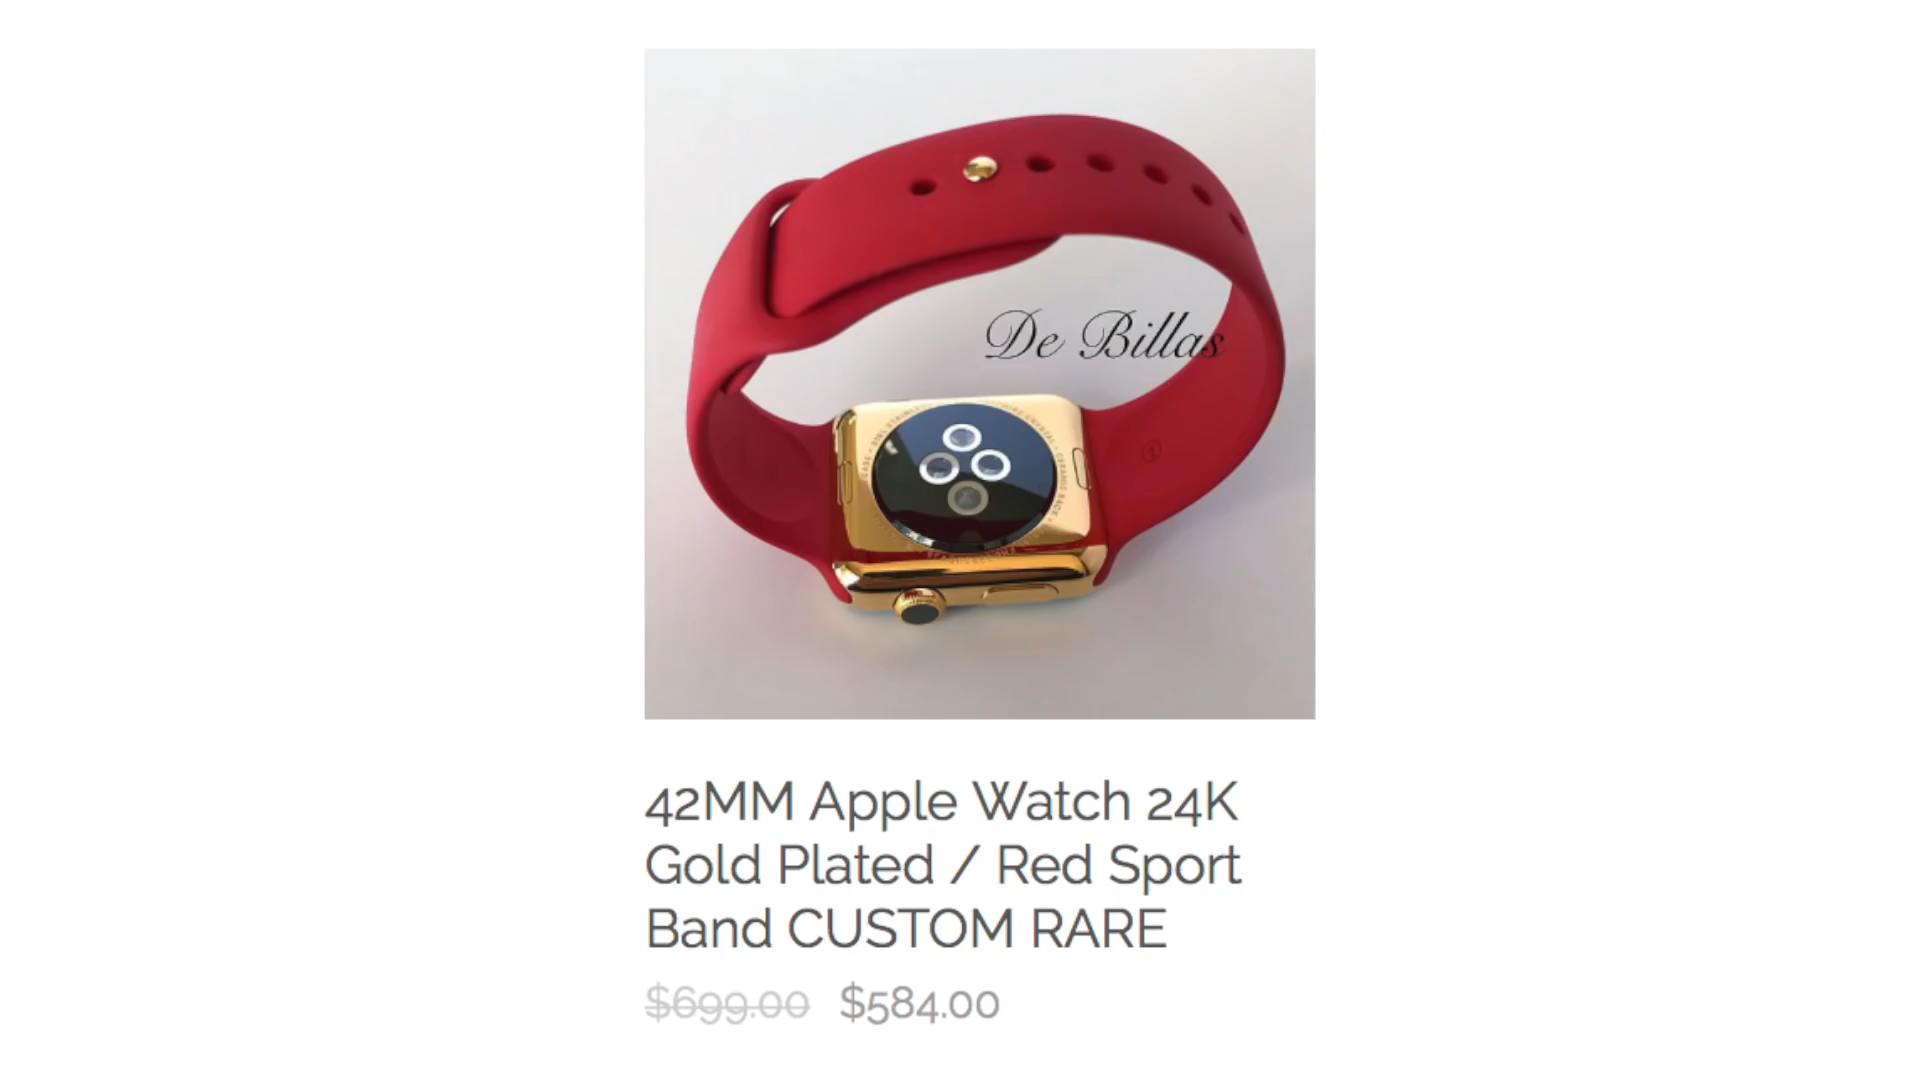 De Billas
42MM Apple Watch 24K
Gold Plated / Red Sport
Band CUSTOM RARE
$699.00 $584.00